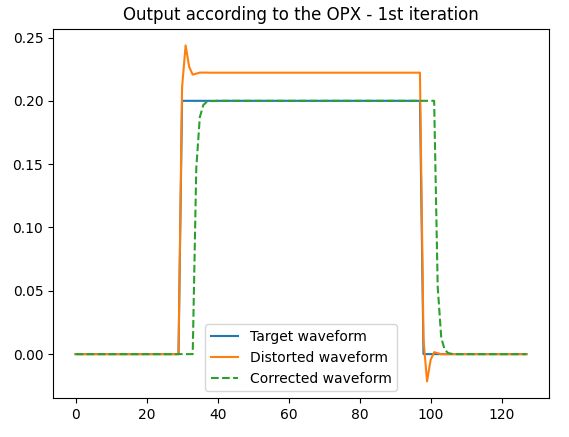 Output according to the OPX - 1st iteration
0.25
0.20
0.15
0.10
0.05
0.00
Target waveform
Distorted waveform
Corrected waveform
0 20 40 60 80 100 120